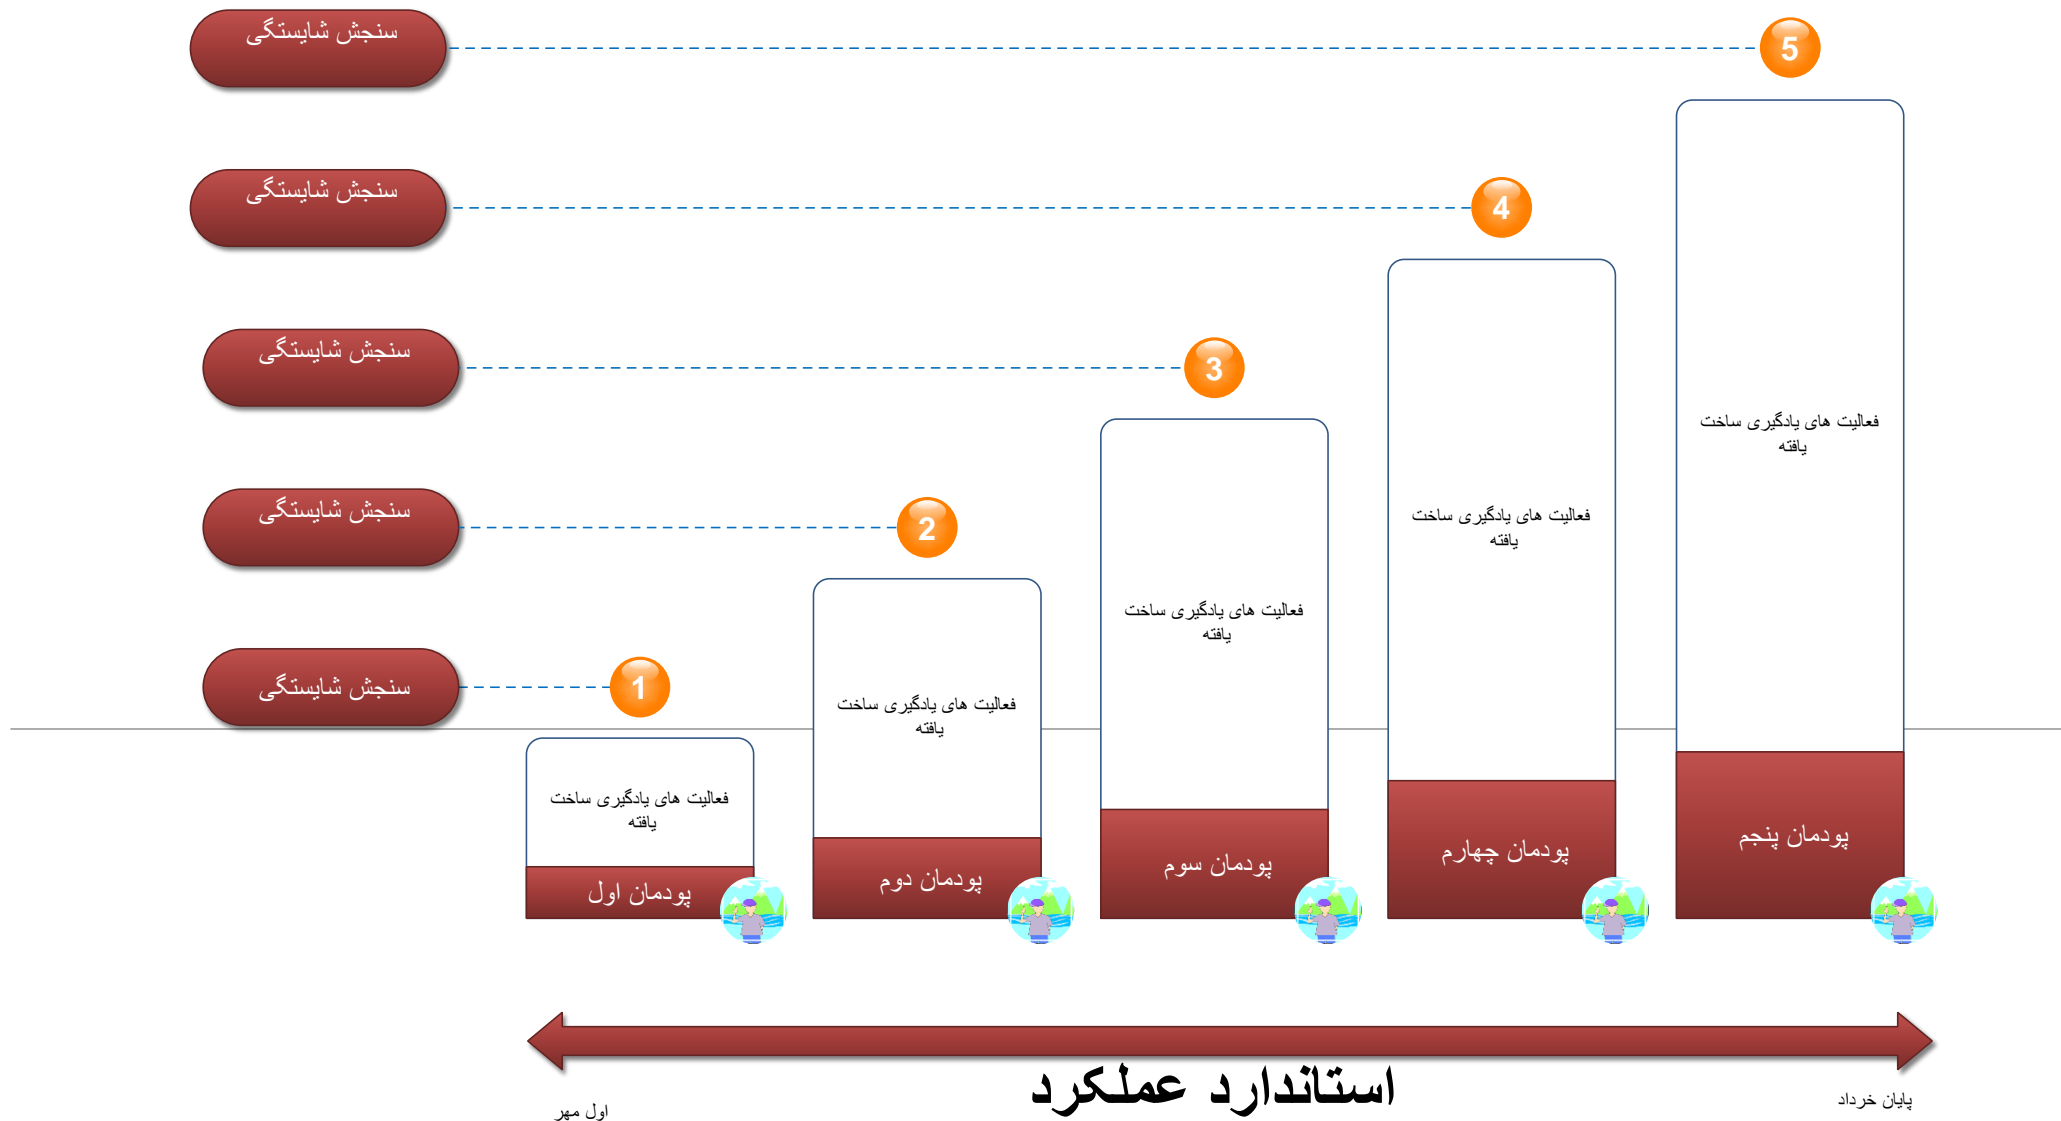 سنجش شایستگی
5
سنجش شایستگی
4
سنجش شایستگی
3
سنجش شایستگی
2
سنجش شایستگی
1
فعالیت های یادگیری ساخت
یافته
فعالیت های یادگیری ساخت
یافته
فعالیت های یادگیری ساخت
یافته
فعالیت های یادگیری ساخت
یافته
فعالیت های یادگیری ساخت
یافته
پودمان اول
پودمان دوم
پودمان سوم
پودمان چهارم
پودمان پنجم
استاندارد عملکرد
اول مهر
پایان خرداد